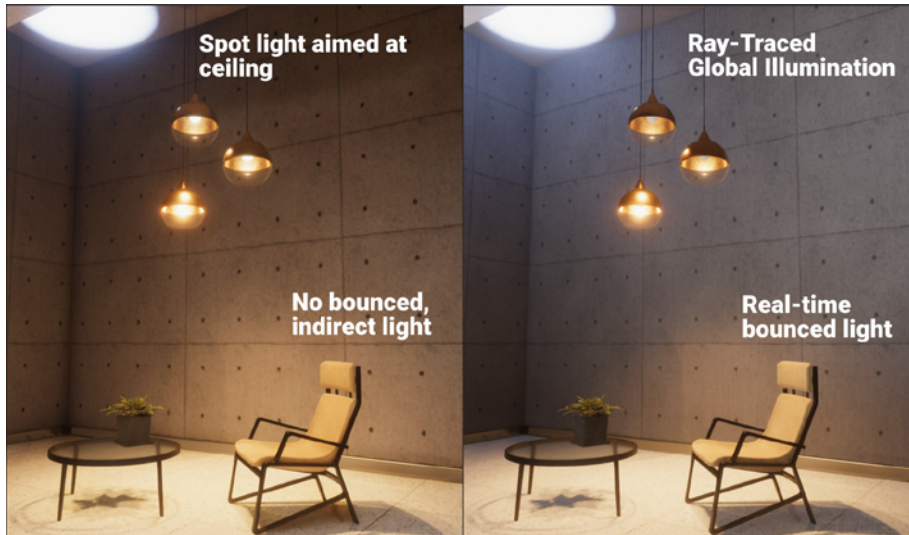 Spot light aimed at
ceiling
No bounced,
indirect light
Ray-Traced
Global Illumination
Real-time
bounced light